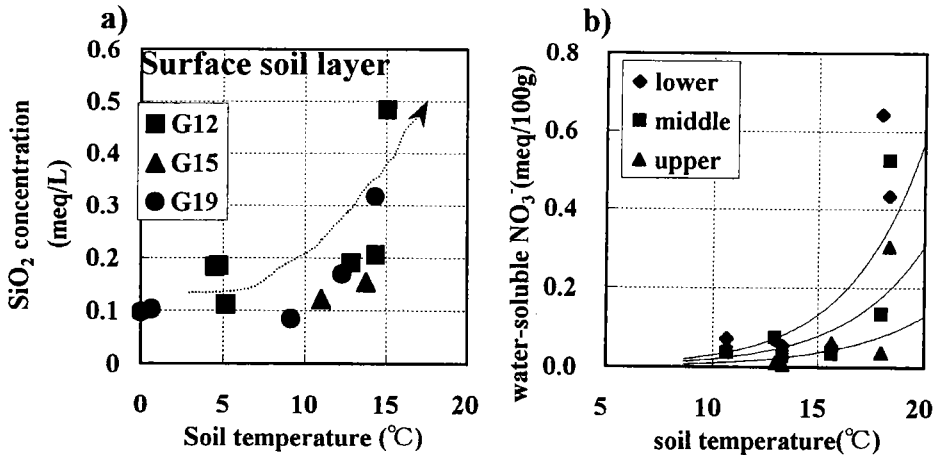 a)
Surface soil layer
G12
G15
G19
0.6
0.5
0.4
0.3
0.2
0.1
0
0
5
10
15
20
SiO₂ concentration
(meq/L)
Soil temperature (℃)
b)
lower
middle
upper
0.8
0.6
0.4
0.2
0.0
5
10
15
20
water-soluble NO₃⁻(meq/100g)
soil temperature(℃)